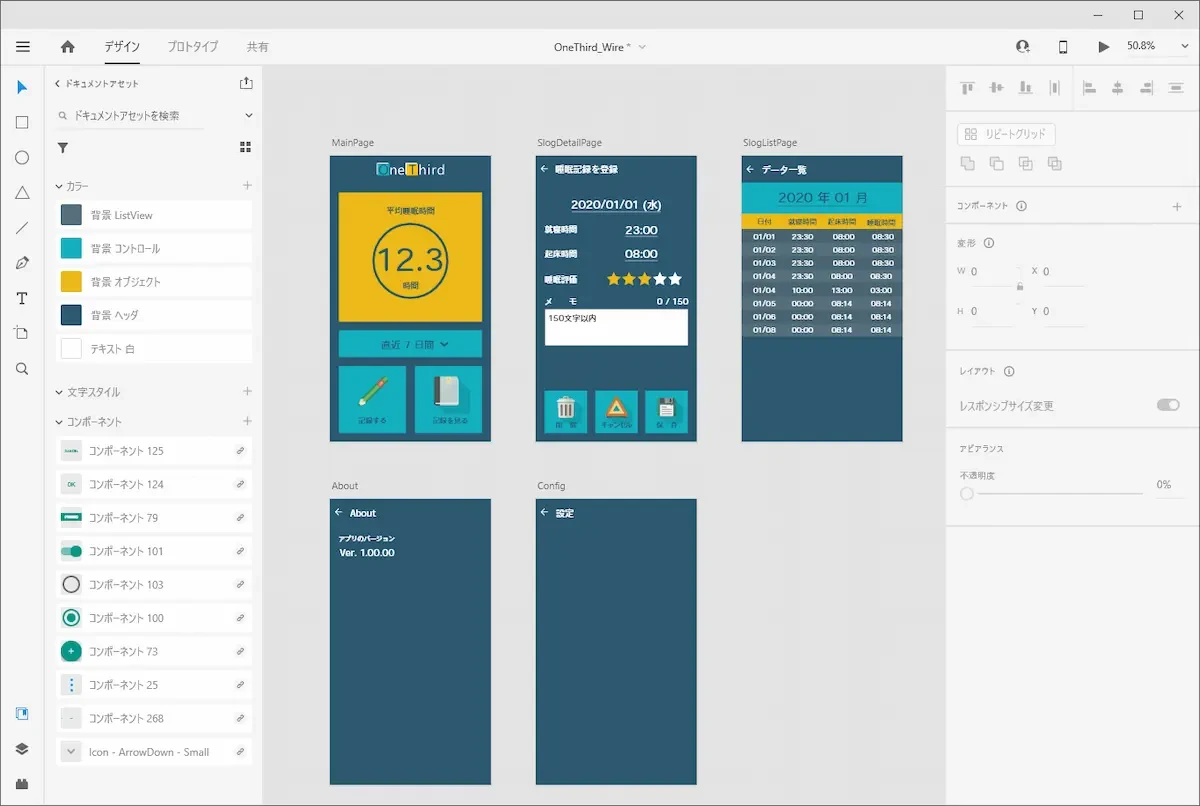 デザイン プロトタイプ 共有
OneThird_Wire *
50.8%
ドキュメントアセット
ドキュメントアセットを検索
カラー
背景 ListView
背景 コントロール
背景 オブジェクト
背景 ヘッダ
テキスト 白
文字スタイル
コンポーネント
コンポーネント 125
OK
コンポーネント 124
コンポーネント 79
コンポーネント 101
コンポーネント 103
コンポーネント 100
コンポーネント 73
コンポーネント 25
コンポーネント 268
Icon - ArrowDown - Small
MainPage
OneThird
平均睡眠時間
12.3
時間
直近 7 日間
記録する
記録を見る
SlogDetailPage
睡眠記録を登録
2020/01/01 (水)
就寝時間 23:00
起床時間 08:00
睡眠評価
メ モ 0 / 150
150文字以内
削 除
キャンセル
保 存
SlogListPage
データ一覧
2020 年 01 月
日付 就寝時間 起床時間 睡眠時間
01/01 23:30 08:00 08:30
01/02 23:30 08:00 08:30
01/03 23:30 08:00 08:30
01/04 23:30 08:00 08:30
01/04 10:00 13:00 03:00
01/05 00:00 08:14 08:14
01/06 00:00 08:14 08:14
01/08 00:00 08:14 08:14
About
About
アプリのバージョン
Ver. 1.00.00
Config
設定
リピートグリッド
コンポーネント
変形
W 0 X 0
H 0 Y 0
レイアウト
レスポンシブサイズ変更
アピアランス
不透明度
0%